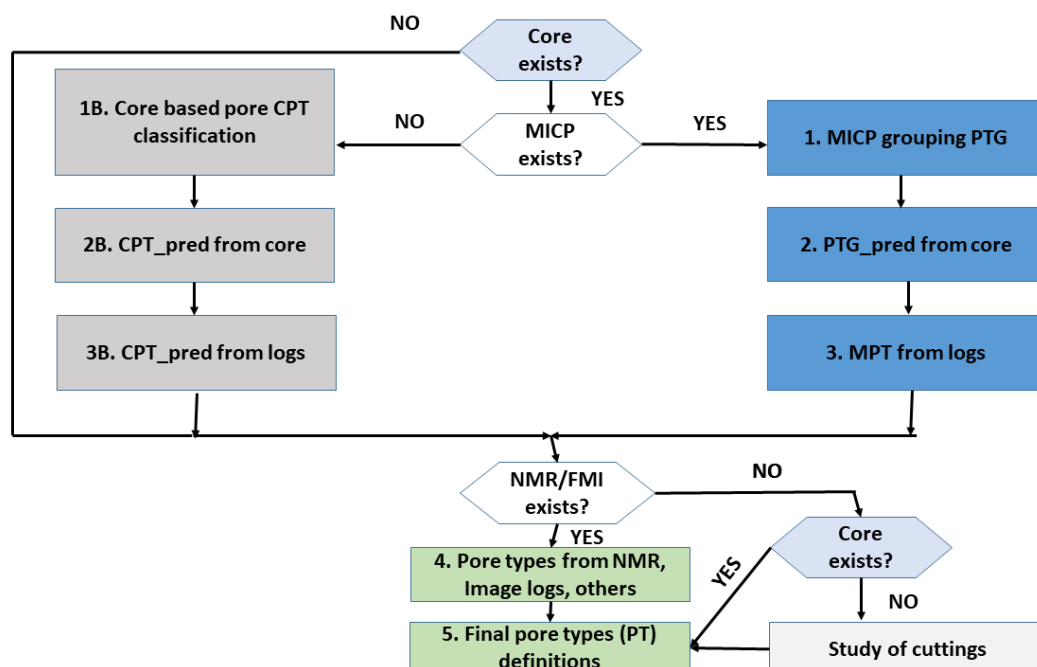 NO
Core
exists?
YES
1B. Core based pore CPT
classification
NO
MICP
exists?
YES
1. MICP grouping PTG
2B. CPT_pred from core
2. PTG_pred from core
3B. CPT_pred from logs
3. MPT from logs
NMR/FMI
exists?
NO
YES
Core
exists?
4. Pore types from NMR,
Image logs, others
YES
NO
5. Final pore types (PT)
definitions
Study of cuttings